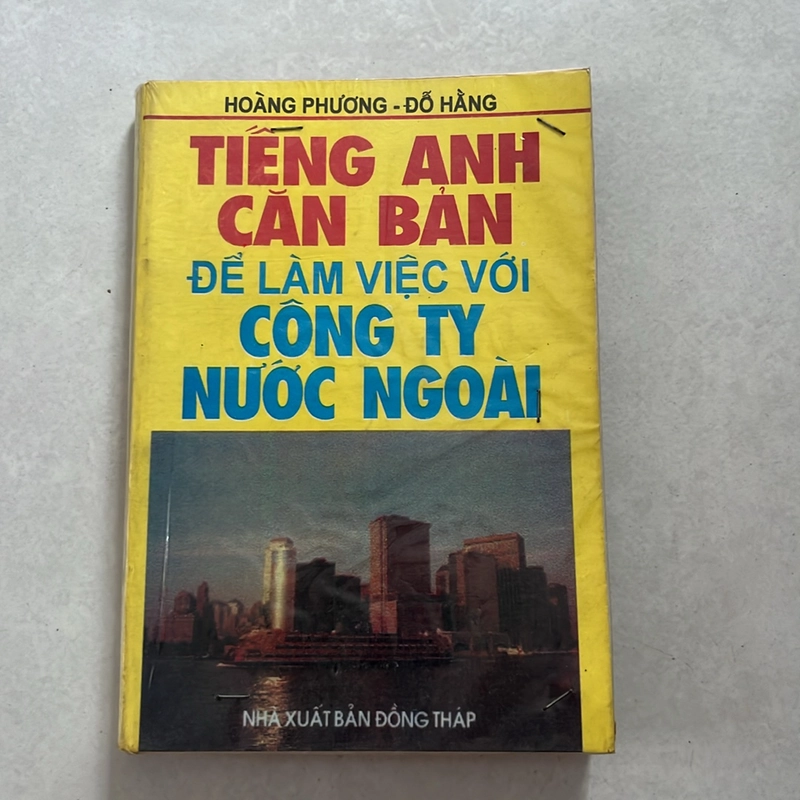 HOÀNG PHƯƠNG - ĐỖ HẰNG
TIẾNG ANH
CĂN BẢN
ĐỂ LÀM VIỆC VỚI
CÔNG TY
NƯỚC NGOÀI
NHÀ XUẤT BẢN ĐỒNG THÁP